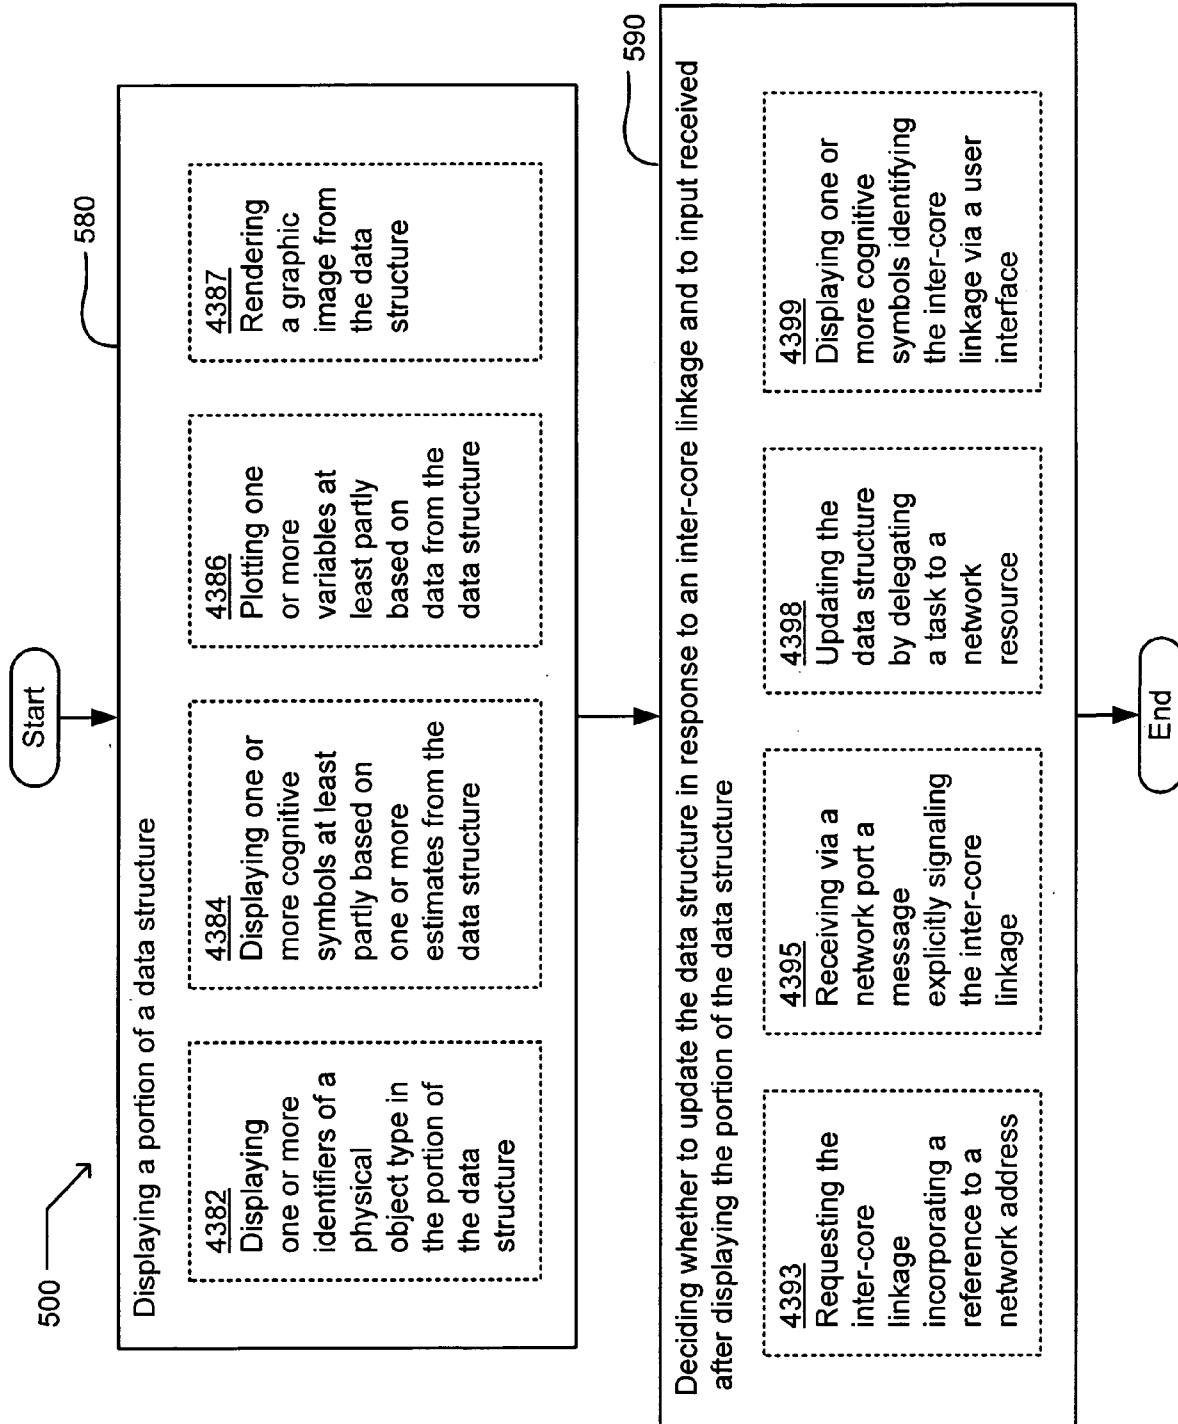 500
Start
580
Displaying a portion of a data structure
4382
Displaying
one or more
identifiers of a
physical
object type in
the portion of
the data
structure
4384
Displaying one or
more cognitive
symbols at least
partly based on
one or more
estimates from the
data structure
4386
Plotting one
or more
variables at
least partly
based on
data from the
data structure
4387
Rendering
a graphic
image from
the data
structure
590
Deciding whether to update the data structure in response to an inter-core linkage and to input received
after displaying the portion of the data structure
4393
Requesting the
inter-core
linkage
incorporating a
reference to a
network address
4395
Receiving via a
network port a
message
explicitly signaling
the inter-core
linkage
4398
Updating the
data structure
by delegating
a task to a
network
resource
4399
Displaying one or
more cognitive
symbols identifying
the inter-core
linkage via a user
interface
End